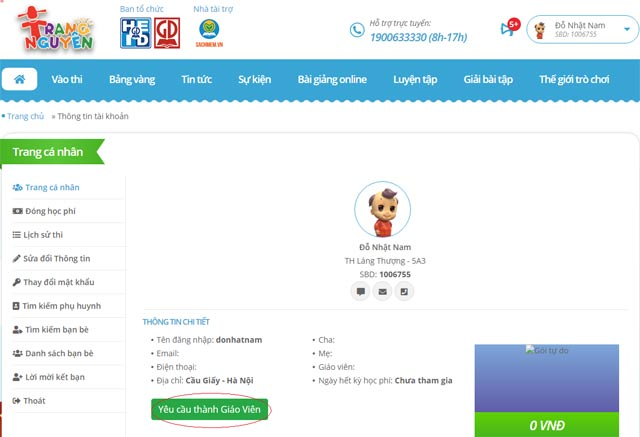 TRANG
NGUYÊN
Ban tổ chức
Nhà tài trợ
SACHMEM.VN
Hỗ trợ trực tuyến:
1900633330 (8h-17h)
5+
Đỗ Nhật Nam
SBD: 1006755
Vào thi
Bảng vàng
Tin tức
Sự kiện
Bài giảng online
Luyện tập
Giải bài tập
Thế giới trò chơi
Trang chủ » Thông tin tài khoản
Trang cá nhân
Trang cá nhân
Đóng học phí
Lịch sử thi
Sửa đổi Thông tin
Thay đổi mật khẩu
Tìm kiếm phụ huynh
Tìm kiếm bạn bè
Danh sách bạn bè
Lời mời kết bạn
Thoát
Đỗ Nhật Nam
TH Láng Thượng - 5A3
SBD: 1006755
THÔNG TIN CHI TIẾT
Tên đăng nhập: donhatnam
Email:
Điện thoại:
Địa chỉ: Cầu Giấy - Hà Nội
Cha:
Mẹ:
Giáo viên:
Ngày hết kỳ học phí: Chưa tham gia
Yêu cầu thành Giáo Viên
Gói tự do
0 VNĐ